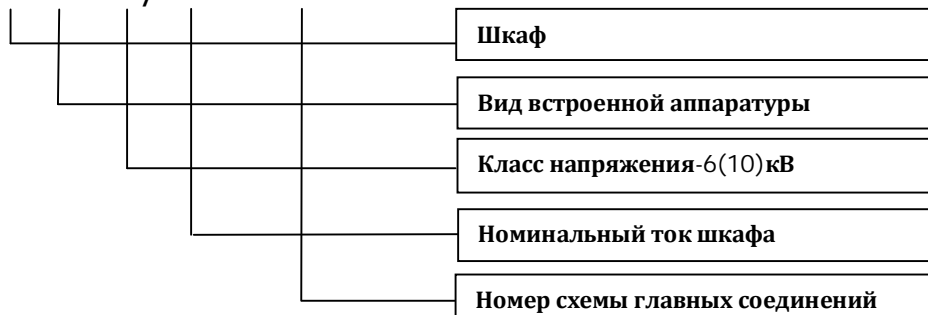 Шкаф
Вид встроенной аппаратуры
Класс напряжения-6(10)кВ
Номинальный ток шкафа
Номер схемы главных соединений